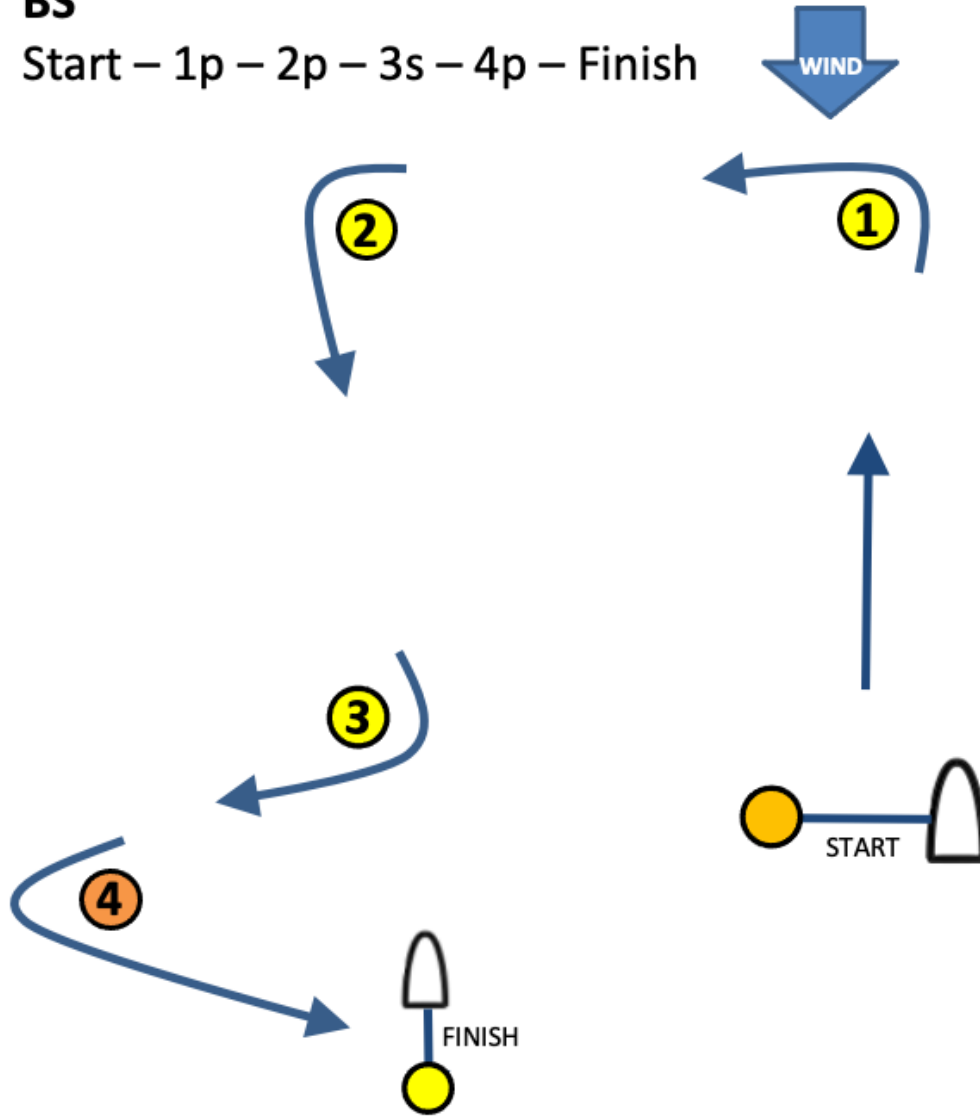 BS
Start – 1p – 2p – 3s – 4p – Finish
WIND
2
1
3
START
4
FINISH